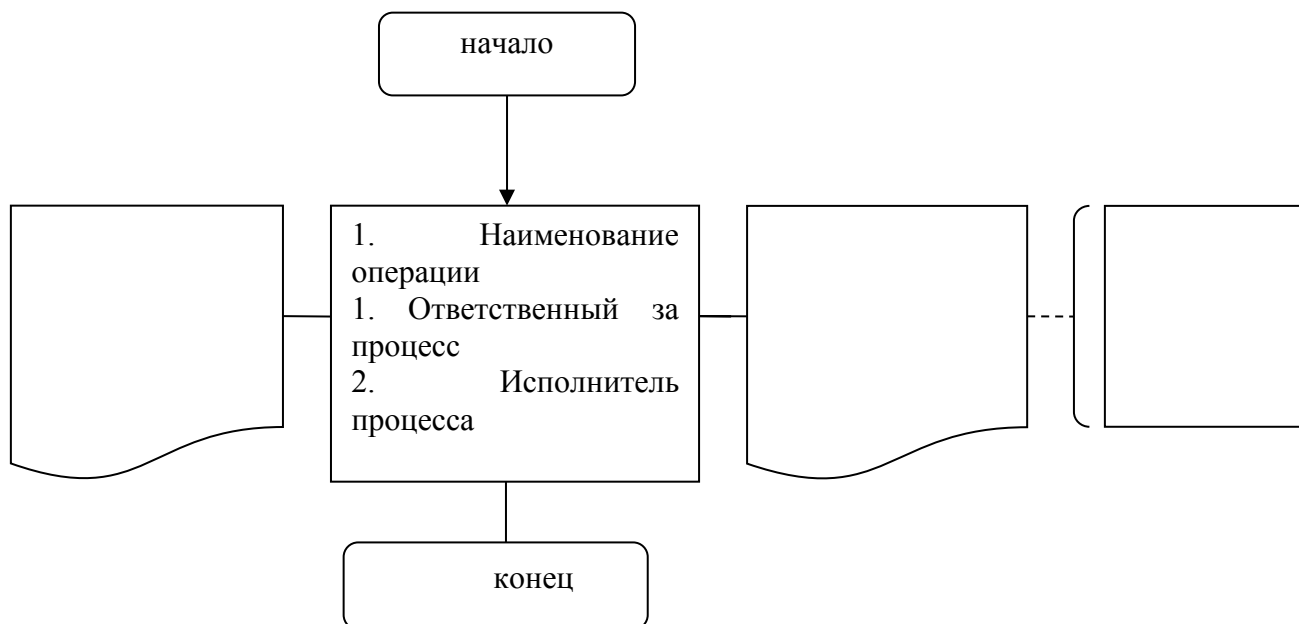 начало
1. Наименование
операции
1. Ответственный за
процесс
2. Исполнитель
процесса
конец